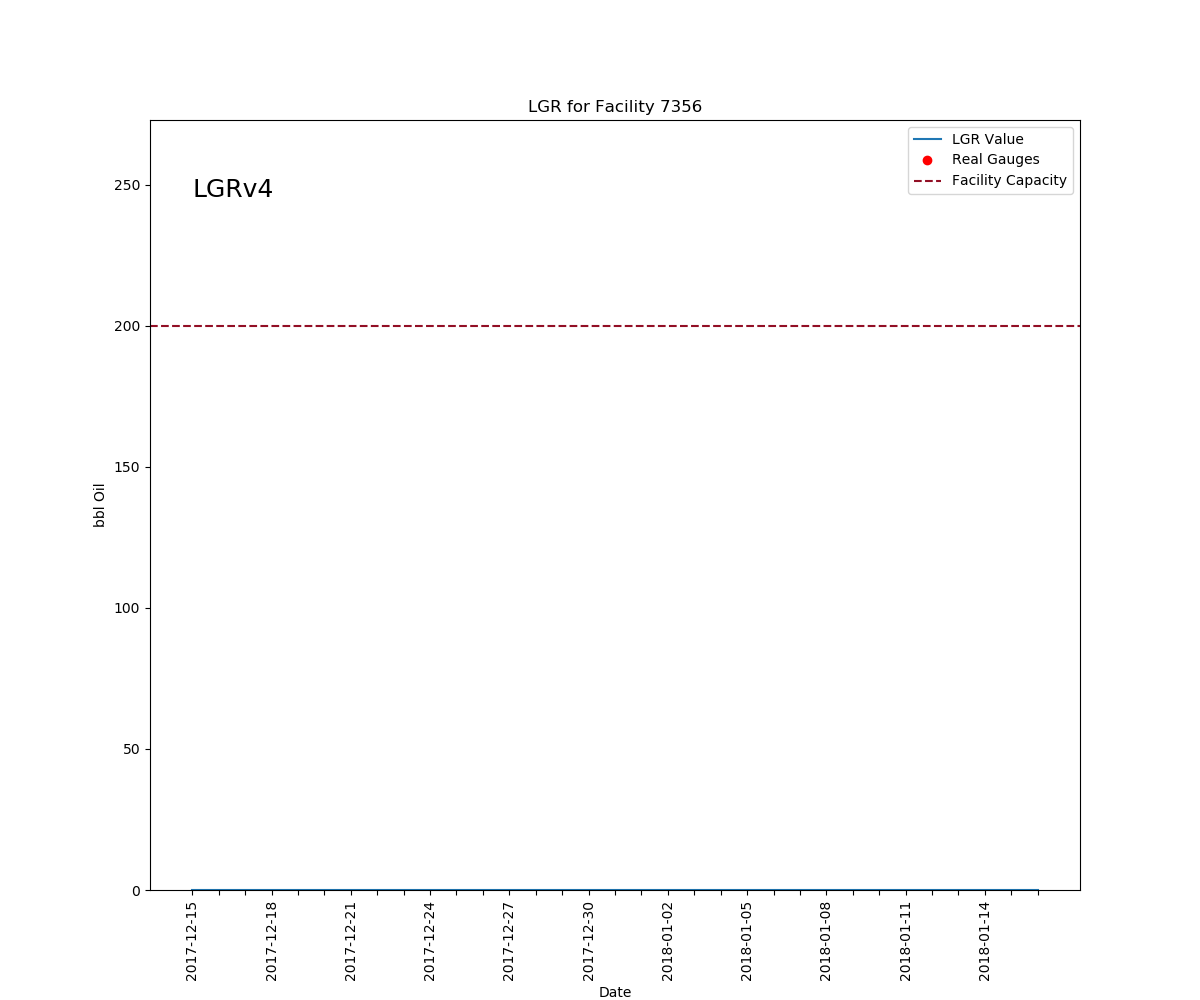 LGR for Facility 7356
LGRv4
LGR Value
Real Gauges
Facility Capacity
250
200
150
100
50
0
bbl Oil
2017-12-15
2017-12-18
2017-12-21
2017-12-24
2017-12-27
2017-12-30
2018-01-02
2018-01-05
2018-01-08
2018-01-11
2018-01-14
Date